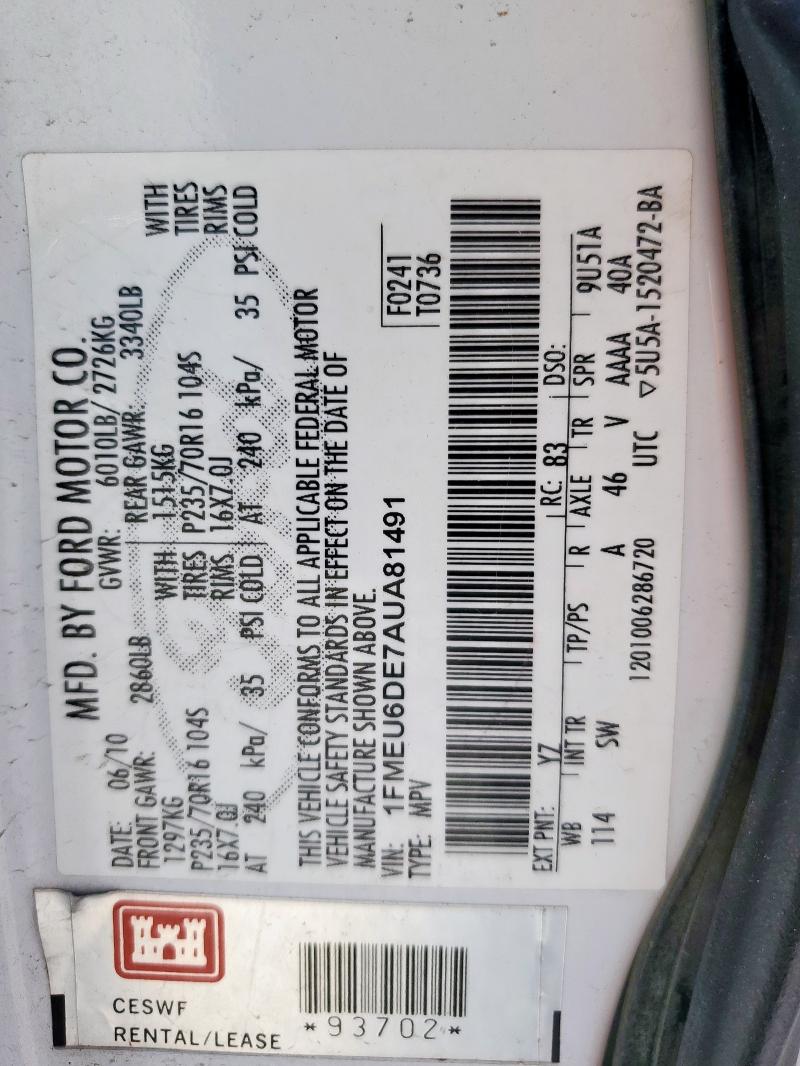 MFD. BY FORD MOTOR CO.
DATE: 06/10 GVWR: 6010LB/ 2726KG
FRONT GAWR: 2860LB REAR GAWR: 3340LB
1297KG WITH 1515KG WITH
P235/70R16 104S TIRES P235/70R16 104S TIRES
16X7.0J RIMS 16X7.0J RIMS
AT 240 kPa/ 35 PSI COLD AT 240 kPa/ 35 PSI COLD
THIS VEHICLE CONFORMS TO ALL APPLICABLE FEDERAL MOTOR
VEHICLE SAFETY STANDARDS IN EFFECT ON THE DATE OF
MANUFACTURE SHOWN ABOVE.
VIN: 1FMEU6DE7AUA81491 F0241
TYPE: MPV T0736
EXT PNT: YZ RC: 83 DSO:
WB INT TR TP/PS R AXLE TR SPR 9U51A
114 SW A 46 V AAAA 40A
1201006286720 UTC ▽5U5A-1520472-BA
CESWF
RENTAL/LEASE
*93702*